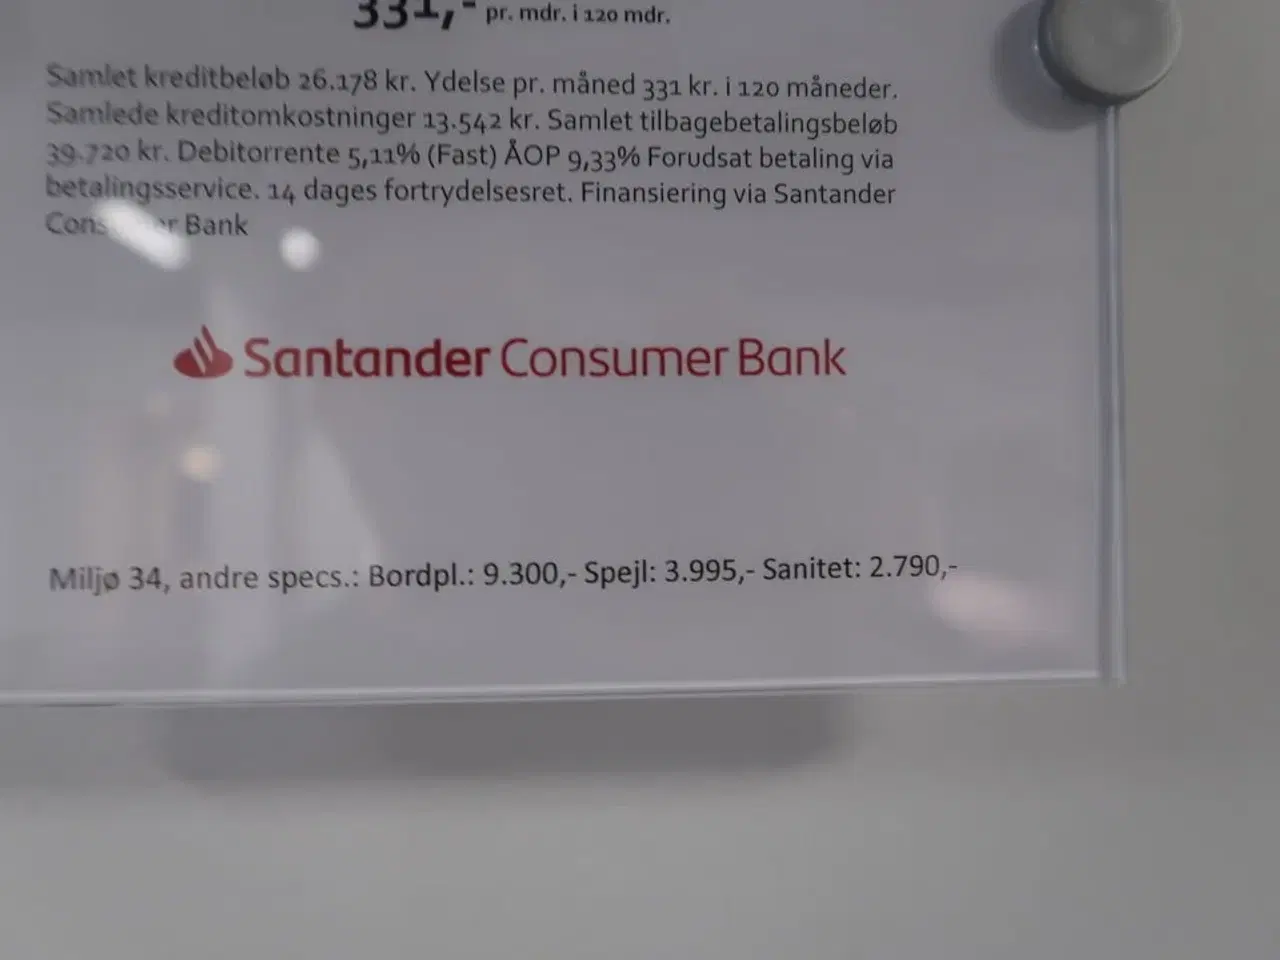 331,- pr. mdr. i 120 mdr.
Samlet kreditbeløb 26.178 kr. Ydelse pr. måned 331 kr. i 120 måneder.
Samlede kreditomkostninger 13.542 kr. Samlet tilbagebetalingsbeløb
39.720 kr. Debitorrente 5,11% (Fast) ÅOP 9,33% Forudsat betaling via
betalingsservice. 14 dages fortrydelsesret. Finansiering via Santander
Consumer Bank
Santander Consumer Bank
Miljø 34, andre specs.: Bordpl.: 9.300,- Spejl: 3.995,- Sanitet: 2.790,-